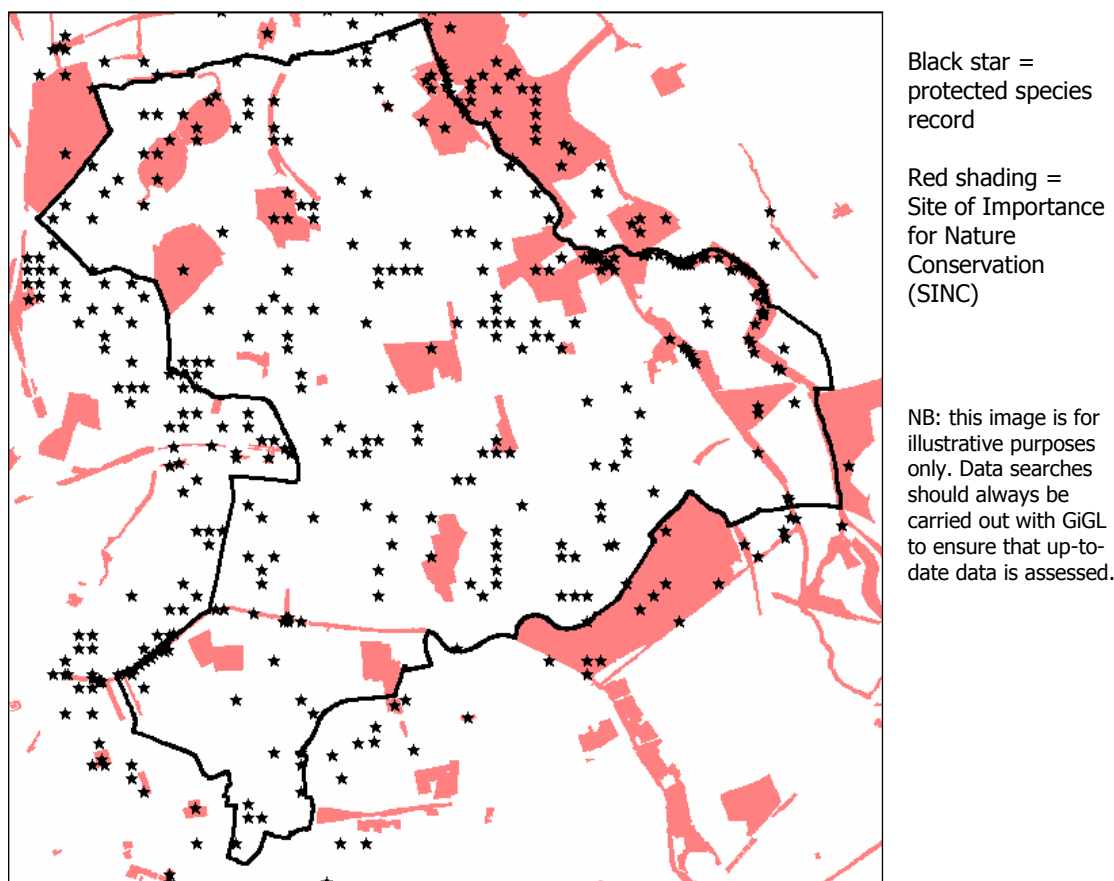 Black star =
protected species
record
Red shading =
Site of Importance
for Nature
Conservation
(SINC)
NB: this image is for
illustrative purposes
only. Data searches
should always be
carried out with GiGL
to ensure that up-to-
date data is assessed.